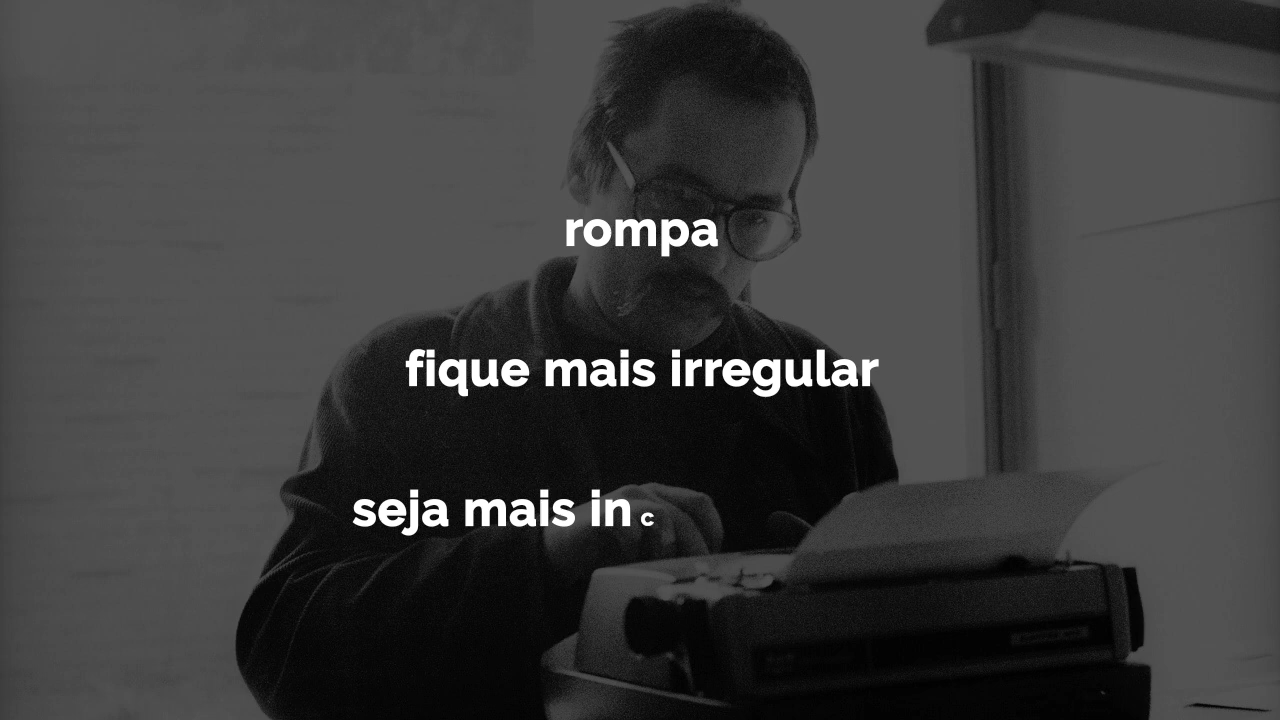 rompa
fique mais irregular
seja mais in c